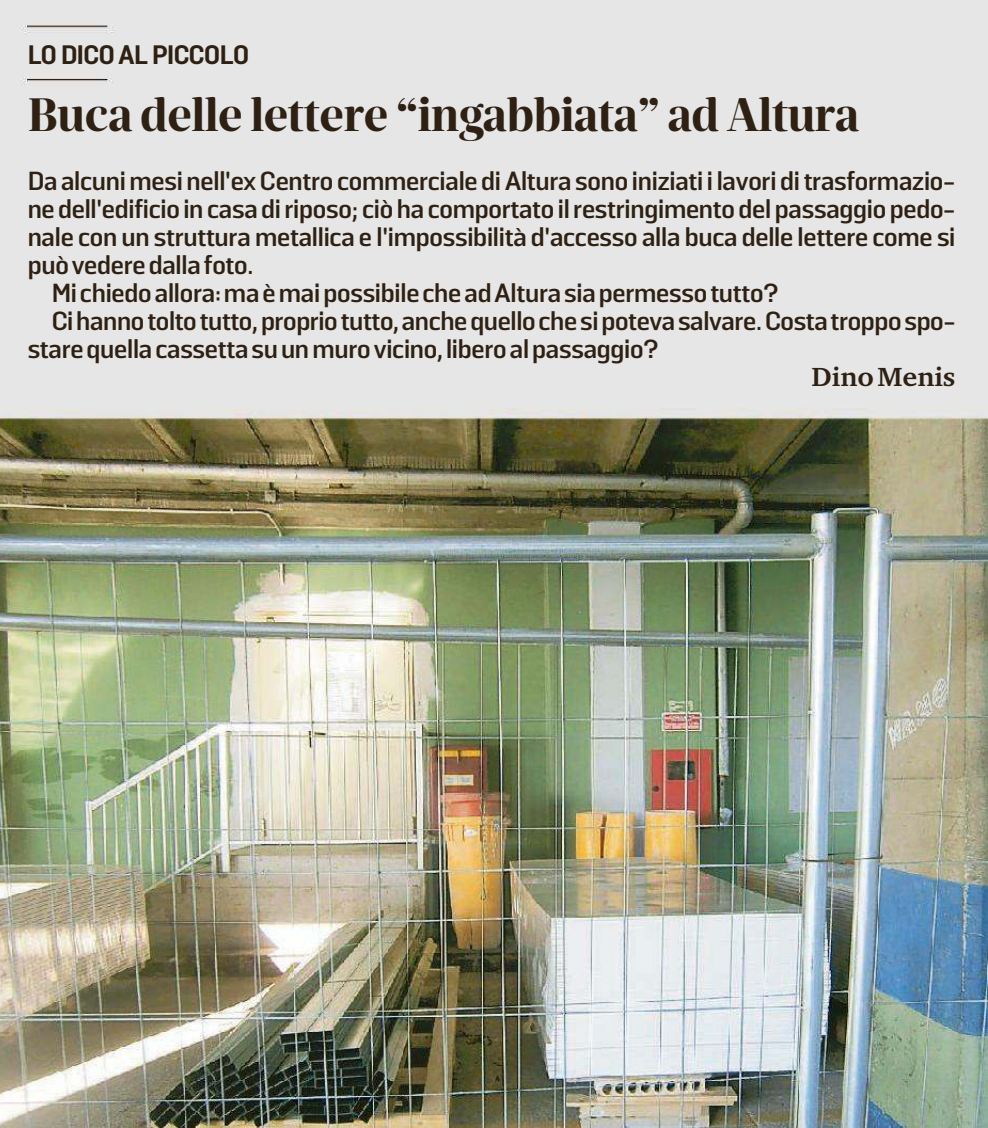 LO DICO AL PICCOLO
Buca delle lettere “ingabbiata” ad Altura
Da alcuni mesi nell'ex Centro commerciale di Altura sono iniziati i lavori di trasformazio-
ne dell'edificio in casa di riposo; ciò ha comportato il restringimento del passaggio pedo-
nale con un struttura metallica e l'impossibilità d'accesso alla buca delle lettere come si
può vedere dalla foto.
Mi chiedo allora: ma è mai possibile che ad Altura sia permesso tutto?
Ci hanno tolto tutto, proprio tutto, anche quello che si poteva salvare. Costa troppo spo-
stare quella cassetta su un muro vicino, libero al passaggio?
Dino Menis